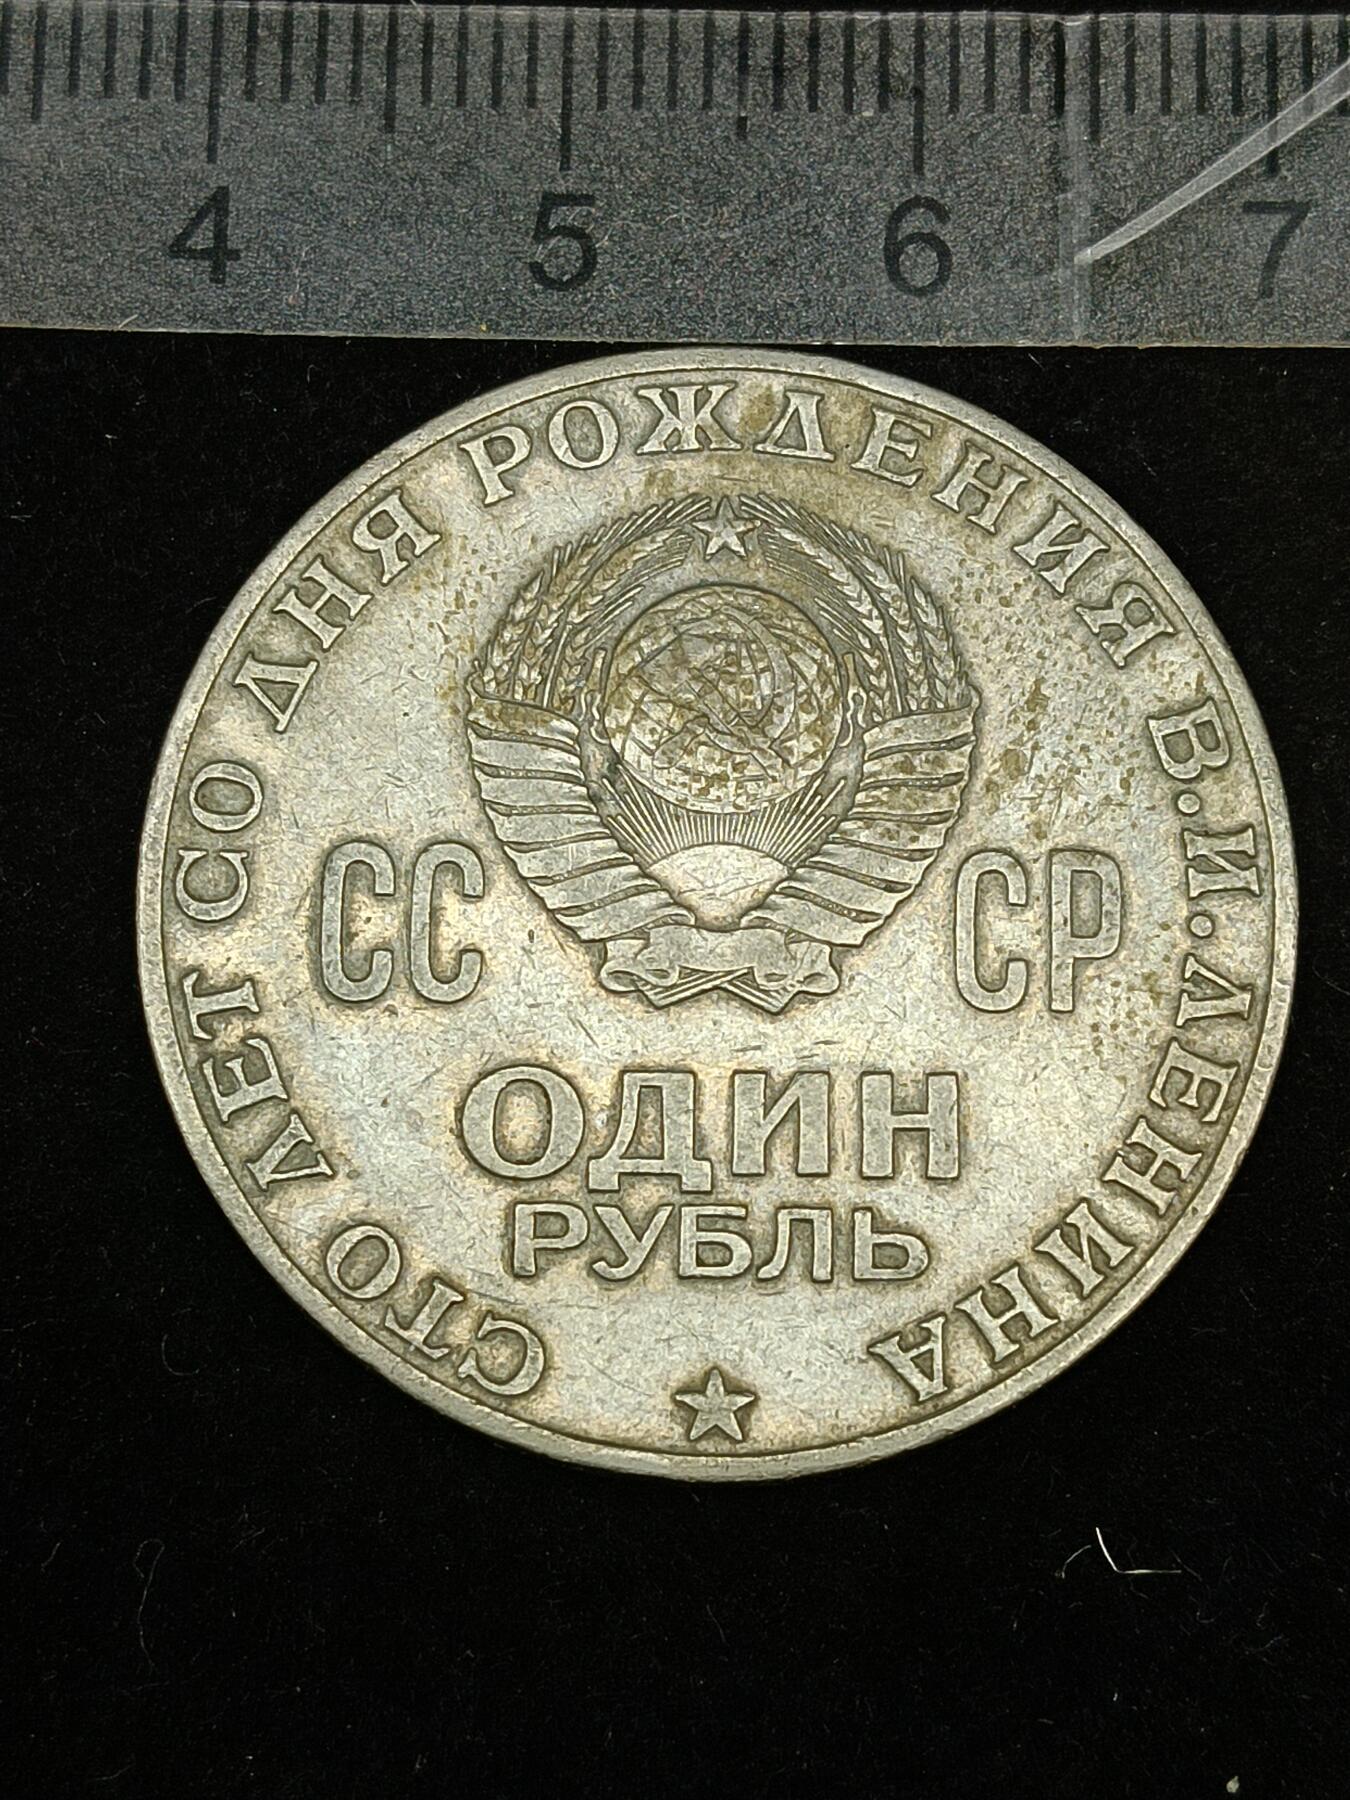 4 5 6 7
СТО ЛЕТ СО ДНЯ РОЖДЕНИЯ В.И.ЛЕНИНА
СС СР
ОДИН
РУБЛЬ